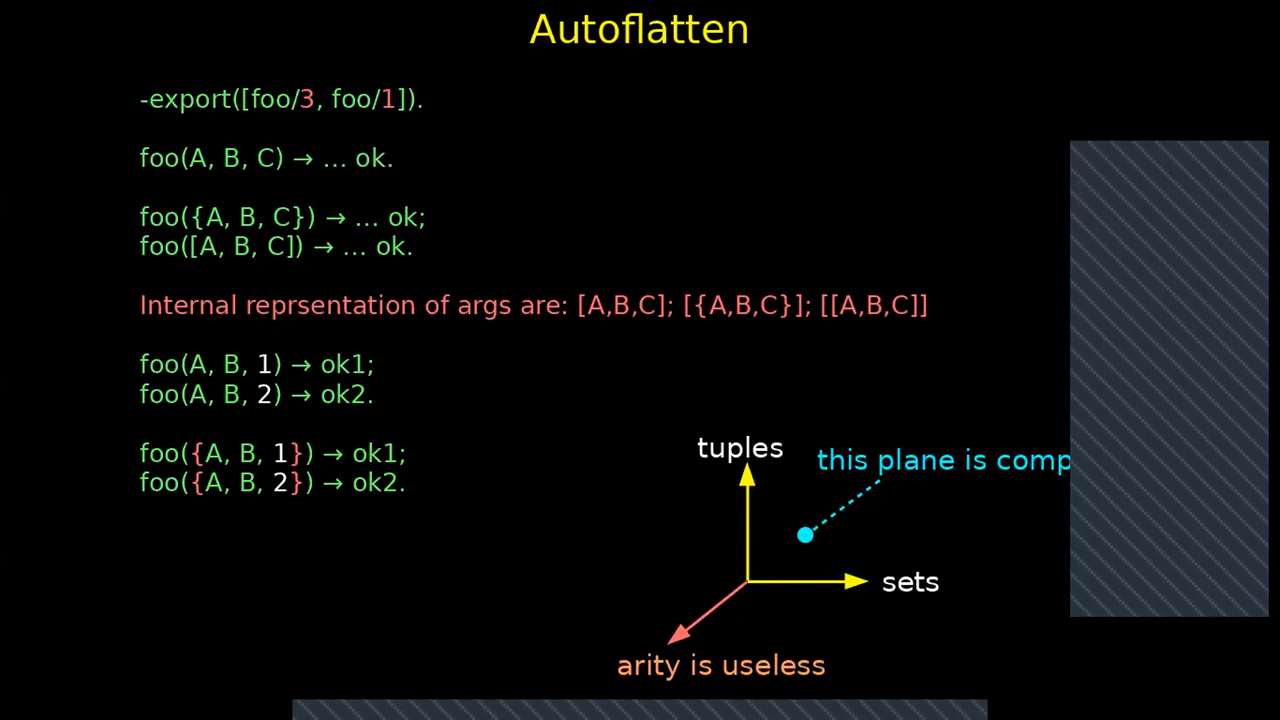 Autoflatten
-export([foo/3, foo/1]).
foo(A, B, C) → … ok.
foo({A, B, C}) → … ok;
foo([A, B, C]) → … ok.
Internal reprsentation of args are: [A,B,C]; [{A,B,C}]; [[A,B,C]]
foo(A, B, 1) → ok1;
foo(A, B, 2) → ok2.
foo({A, B, 1}) → ok1;
foo({A, B, 2}) → ok2.
tuples
this plane is comp
sets
arity is useless